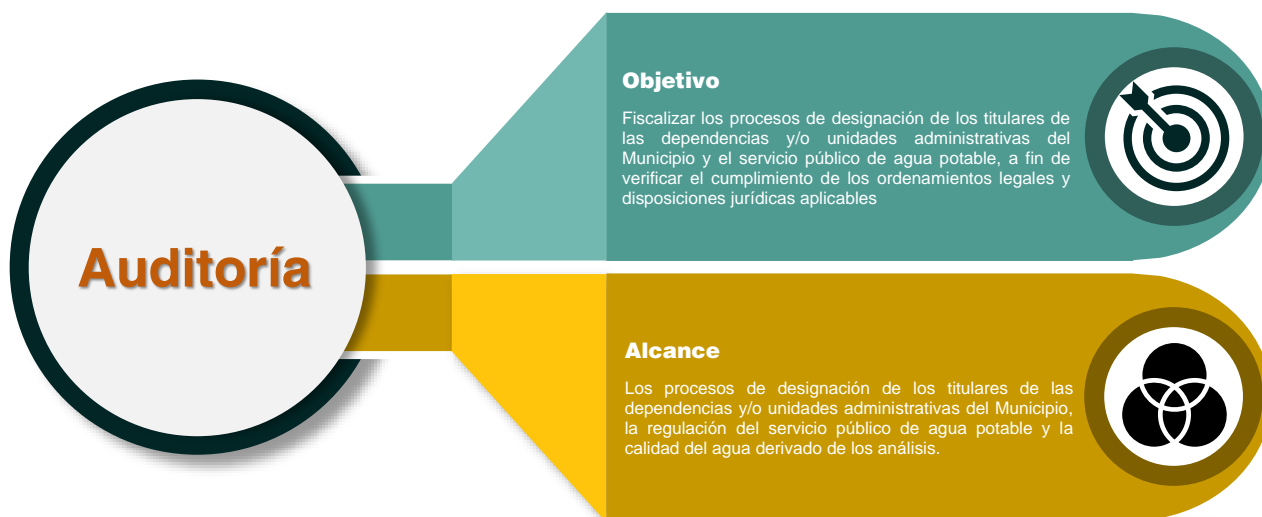 Auditoría
Objetivo
Fiscalizar los procesos de designación de los titulares de
las dependencias y/o unidades administrativas del
Municipio y el servicio público de agua potable, a fin de
verificar el cumplimiento de los ordenamientos legales y
disposiciones jurídicas aplicables
Alcance
Los procesos de designación de los titulares de las
dependencias y/o unidades administrativas del Municipio,
la regulación del servicio público de agua potable y la
calidad del agua derivado de los análisis.